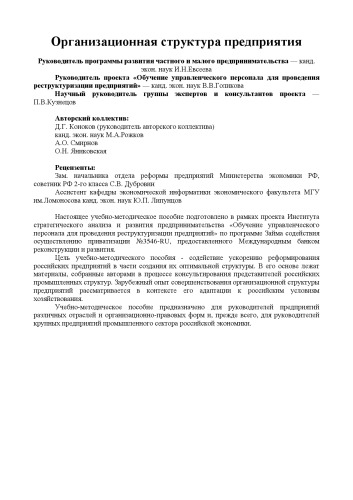 Организационная структура предприятия
Руководитель программы развития частного и малого предпринимательства — канд.
экон. наук И.Н.Евсеева
Руководитель проекта «Обучение управленческого персонала для проведения
реструктуризации предприятий» — канд. экон. наук В.В.Голикова
Научный руководитель группы экспертов и консультантов проекта —
П.В.Кузнецов
Авторский коллектив:
Д.Г. Коноков (руководитель авторского коллектива)
канд. экон. наук М.А.Рожков
А.О. Смирнов
О.Н. Яниковская
Рецензенты:
Зам. начальника отдела реформы предприятий Министерства экономики РФ,
советник РФ 2-го класса С.В. Дубровин
Ассистент кафедры экономической информатики экономического факультета МГУ
им.Ломоносова канд. экон. наук Ю.П. Липунцов
Настоящее учебно-методическое пособие подготовлено в рамках проекта Института
стратегического анализа и развития предпринимательства «Обучение управленческого
персонала для проведения реструктуризации предприятий» по программе Займа содействия
осуществлению приватизации №3546-RU, предоставленного Международным банком
реконструкции и развития.
Цель учебно-методического пособия - содействие ускорению реформирования
российских предприятий в части создания их оптимальной структуры. В его основе лежат
материалы, собранные авторами в процессе консультирования представителей российских
промышленных структур. Зарубежный опыт совершенствования организационной структуры
предприятий рассматривается в контексте его адаптации к российским условиям
хозяйствования.
Учебно-методическое пособие предназначено для руководителей предприятий
различных отраслей и организационно-правовых форм и, прежде всего, для руководителей
крупных предприятий промышленного сектора российской экономики.